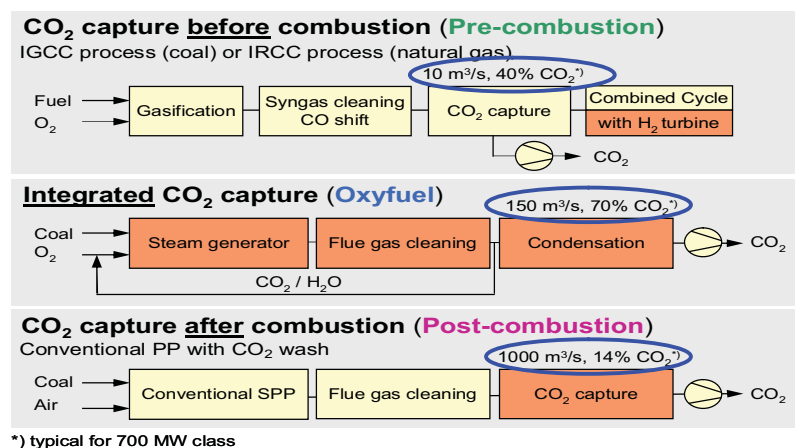 CO₂ capture before combustion (Pre-combustion)
IGCC process (coal) or IRCC process (natural gas)
10 m³/s, 40% CO₂*)
Fuel
O₂
Gasification
Syngas cleaning
CO shift
CO₂ capture
Combined Cycle
with H₂ turbine
CO₂
Integrated CO₂ capture (Oxyfuel)
150 m³/s, 70% CO₂*)
Coal
O₂
Steam generator
Flue gas cleaning
Condensation
CO₂
CO₂ / H₂O
CO₂ capture after combustion (Post-combustion)
Conventional PP with CO₂ wash
1000 m³/s, 14% CO₂*)
Coal
Air
Conventional SPP
Flue gas cleaning
CO₂ capture
CO₂
*) typical for 700 MW class